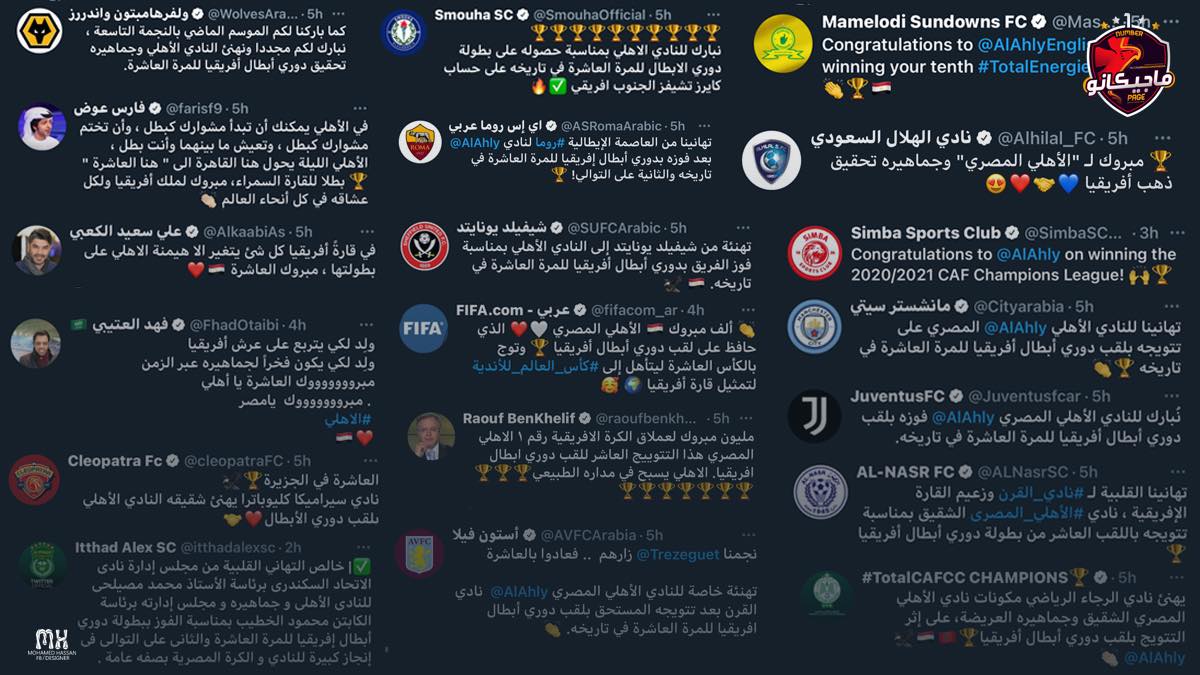 ولفرهامبتون واندررز @WolvesAra... · 5h
كما باركنا لكم الموسم الماضي بالنجمة التاسعة ،
نبارك لكم مجددا ونهنئ النادي الأهلي وجماهيره
تحقيق دوري أبطال أفريقيا للمرة العاشرة.
فارس عوض @farisf9 · 5h
في الأهلي يمكنك أن تبدأ مشوارك كبطل ، وأن تختم
مشوارك كبطل ، وتعيش ما بينهما وأنت بطل ،
الأهلي الليلة يحول هنا القاهرة الى " هنا العاشرة "
🏆 بطلا للقارة السمراء، مبروك لملك أفريقيا ولكل
عشاقه في كل أنحاء العالم 👏🏻
علي سعيد الكعبي @AlkaabiAs · 5h
في قارةُ أفريقيا كل شئ يتغير الا هيمنة الاهلي على
بطولتها ، مبروك العاشرة 🇪🇬 ❤️
فهد العتيبي 🇸🇦 @FhadOtaibi · 4h
ولد لكي يتربع على عرش أفريقيا
ولد لكي يكون فخراً لجماهيره عبر الزمن
مبروووووووك العاشرة يا أهلي
. مبروووووووك يامصر
#الاهلي
❤️ 🇪🇬
Cleopatra Fc @cleopatraFC · 5h
العاشرة في الجزيرة🏆🦅
نادي سيراميكا كليوباترا يهنئ شقيقه النادي الأهلي
بلقب دوري الأبطال❤️🤝
Itthad Alex SC @itthadalexsc · 2h
✅| خالص التهاني القلبية من مجلس إدارة نادى
الاتحاد السكندرى برئاسة الأستاذ محمد مصيلحى
للنادى الأهلى و جماهيره و مجلس إدارته برئاسة
الكابتن محمود الخطيب بمناسبة الفوز ببطولة دوري
أبطال إفريقيا للمرة العاشرة والثانى على التوالى فى
إنجاز كبيرة للنادي و الكرة المصرية بصفه عامة .
MH
MOHAMED HASSAN
FB/DESIGNER
Smouha SC @SmouhaOfficial · 5h
🏆🏆🏆🏆🏆🏆🏆🏆🏆🏆
نبارك للنادي الاهلي بمناسبة حصوله على بطولة
دوري الابطال للمرة العاشرة في تاريخه على حساب
كايرز تشيفز الجنوب افريقي ✅🔥
اي إس روما عربي @ASRomaArabic · 5h
تهانينا من العاصمة الإيطالية #روما لنادي @AlAhly
بعد فوزه بدوري أبطال إفريقيا للمرة العاشرة في
تاريخه والثانية على التوالي! 🏆
شيفيلد يونايتد @SUFCArabic · 5h
تهنئة من شيفيلد يونايتد إلى النادي الأهلي بمناسبة
فوز الفريق بدوري أبطال أفريقيا للمرة العاشرة في
تاريخه. 🇪🇬 🦅
FIFA.com - عربي @fifacom_ar · 4h
👏 ألف مبروك 🇪🇬 الأهلي المصري 🤍❤️ الذي
حافظ على لقب دوري أبطال أفريقيا 🏆 وتوج
بالكأس العاشرة ليتأهل إلى #كأس_العالم_للأندية
لتمثيل قارة أفريقيا 🌍 🥰
Raouf BenKhelif @raoufbenkh... · 5h
مليون مبروك لعملاق الكرة الافريقية رقم ١ الاهلي
المصري هذا التتوييج العاشر للقب دوري ابطال
افريقيا. الاهلي يسبح في مداره الطبيعي🏆🏆🏆
🏆🏆🏆🏆🏆🏆🏆
أستون فيلا @AVFCArabia · 5h
نجمنا @Trezeguet زارهم .. فعادوا بالعاشرة
تهنئة خاصة للنادي الأهلي المصري @AlAhly نادي
القرن بعد تتويجه المستحق بلقب دوري أبطال
افريقيا للمرة العاشرة في تاريخه. 👏
Mamelodi Sundowns FC @Mas... 5h
Congratulations to @AlAhlyEngli
winning your tenth #TotalEnergie
👏🏆🇪🇬
1
NUMBER
ماجيكانو
PAGE
نادي الهلال السعودي @Alhilal_FC · 5h
🏆 مبروك لـ "الأهلي المصري" وجماهيره تحقيق
ذهب أفريقيا 💙🤝❤️😍
Simba Sports Club @SimbaSC... · 3h
Congratulations to @AlAhly on winning the
2020/2021 CAF Champions League! 🙌🏆
مانشستر سيتي @Cityarabia · 5h
تهانينا للنادي الأهلي @AlAhly المصري على
تتويجه بلقب دوري أبطال أفريقيا للمرة العاشرة في
تاريخه 🏆👏
JuventusFC @Juventusfcar · 5h
نُبارك للنادي الأهلي المصري @AlAhly فوزه بلقب
دوري أبطال أفريقيا للمرة العاشرة في تاريخه.
AL-NASR FC @ALNasrSC · 5h
تهانينا القلبية لـ #نادي_القرن وزعيم القارة
الإفريقية ، نادي #الأهلي_المصرى الشقيق بمناسبة
تتويجه باللقب العاشر من بطولة دوري أبطال أفريقيا
🏆
#TotalCAFCC CHAMPIONS🏆 · 5h
يهنئ نادي الرجاء الرياضي مكونات نادي الأهلي
المصري الشقيق وجماهيره العريضة، على إثر
التتويج بلقب دوري أبطال أفريقيا🏆🇲🇦🇪🇬🦅
👏🏻 @AlAhly